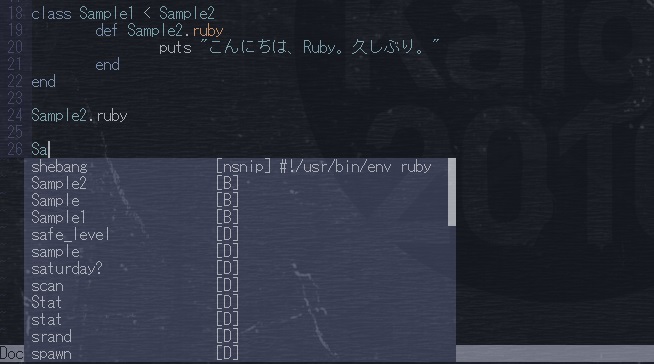 18 class Sample1 < Sample2
19 def Sample2.ruby
20 puts "こんにちは、Ruby。久しぶり。"
21 end
22 end
23
24 Sample2.ruby
25
26 Sa
shebang [nsnip] #!/usr/bin/env ruby
Sample2 [B]
Sample [B]
Sample1 [B]
safe_level [D]
sample [D]
saturday? [D]
scan [D]
Stat [D]
stat [D]
srand [D]
spawn [D]
Doc